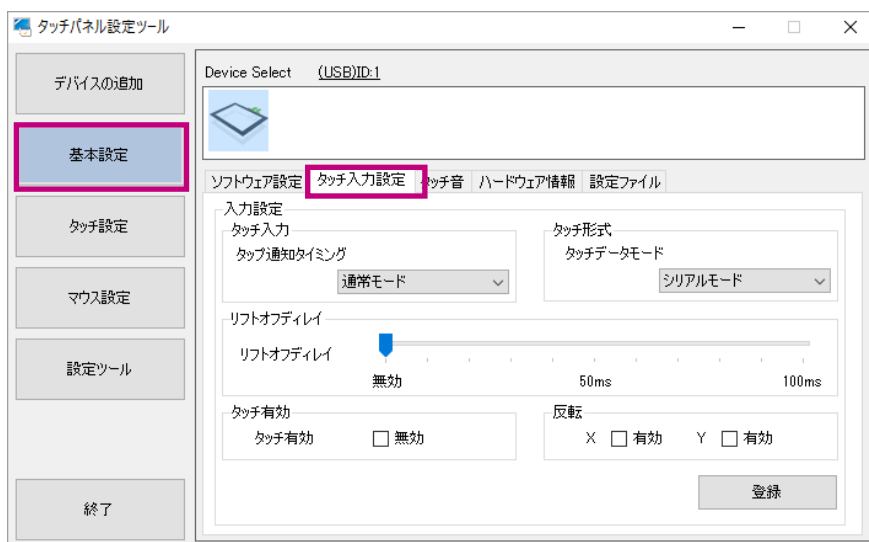 タッチパネル設定ツール
デバイスの追加
基本設定
タッチ設定
マウス設定
設定ツール
終了
Device Select (USB)ID:1
ソフトウェア設定 タッチ入力設定 タッチ音 ハードウェア情報 設定ファイル
入力設定
タッチ入力
タップ通知タイミング
通常モード
タッチ形式
タッチデータモード
シリアルモード
リフトオフディレイ
リフトオフディレイ
無効 50ms 100ms
タッチ有効
タッチ有効 無効
反転
X 有効 Y 有効
登録